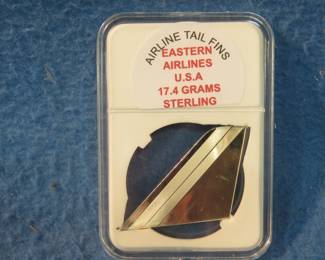 AIRLINE TAIL FINS
EASTERN
AIRLINES
U.S.A
17.4 GRAMS
STERLING